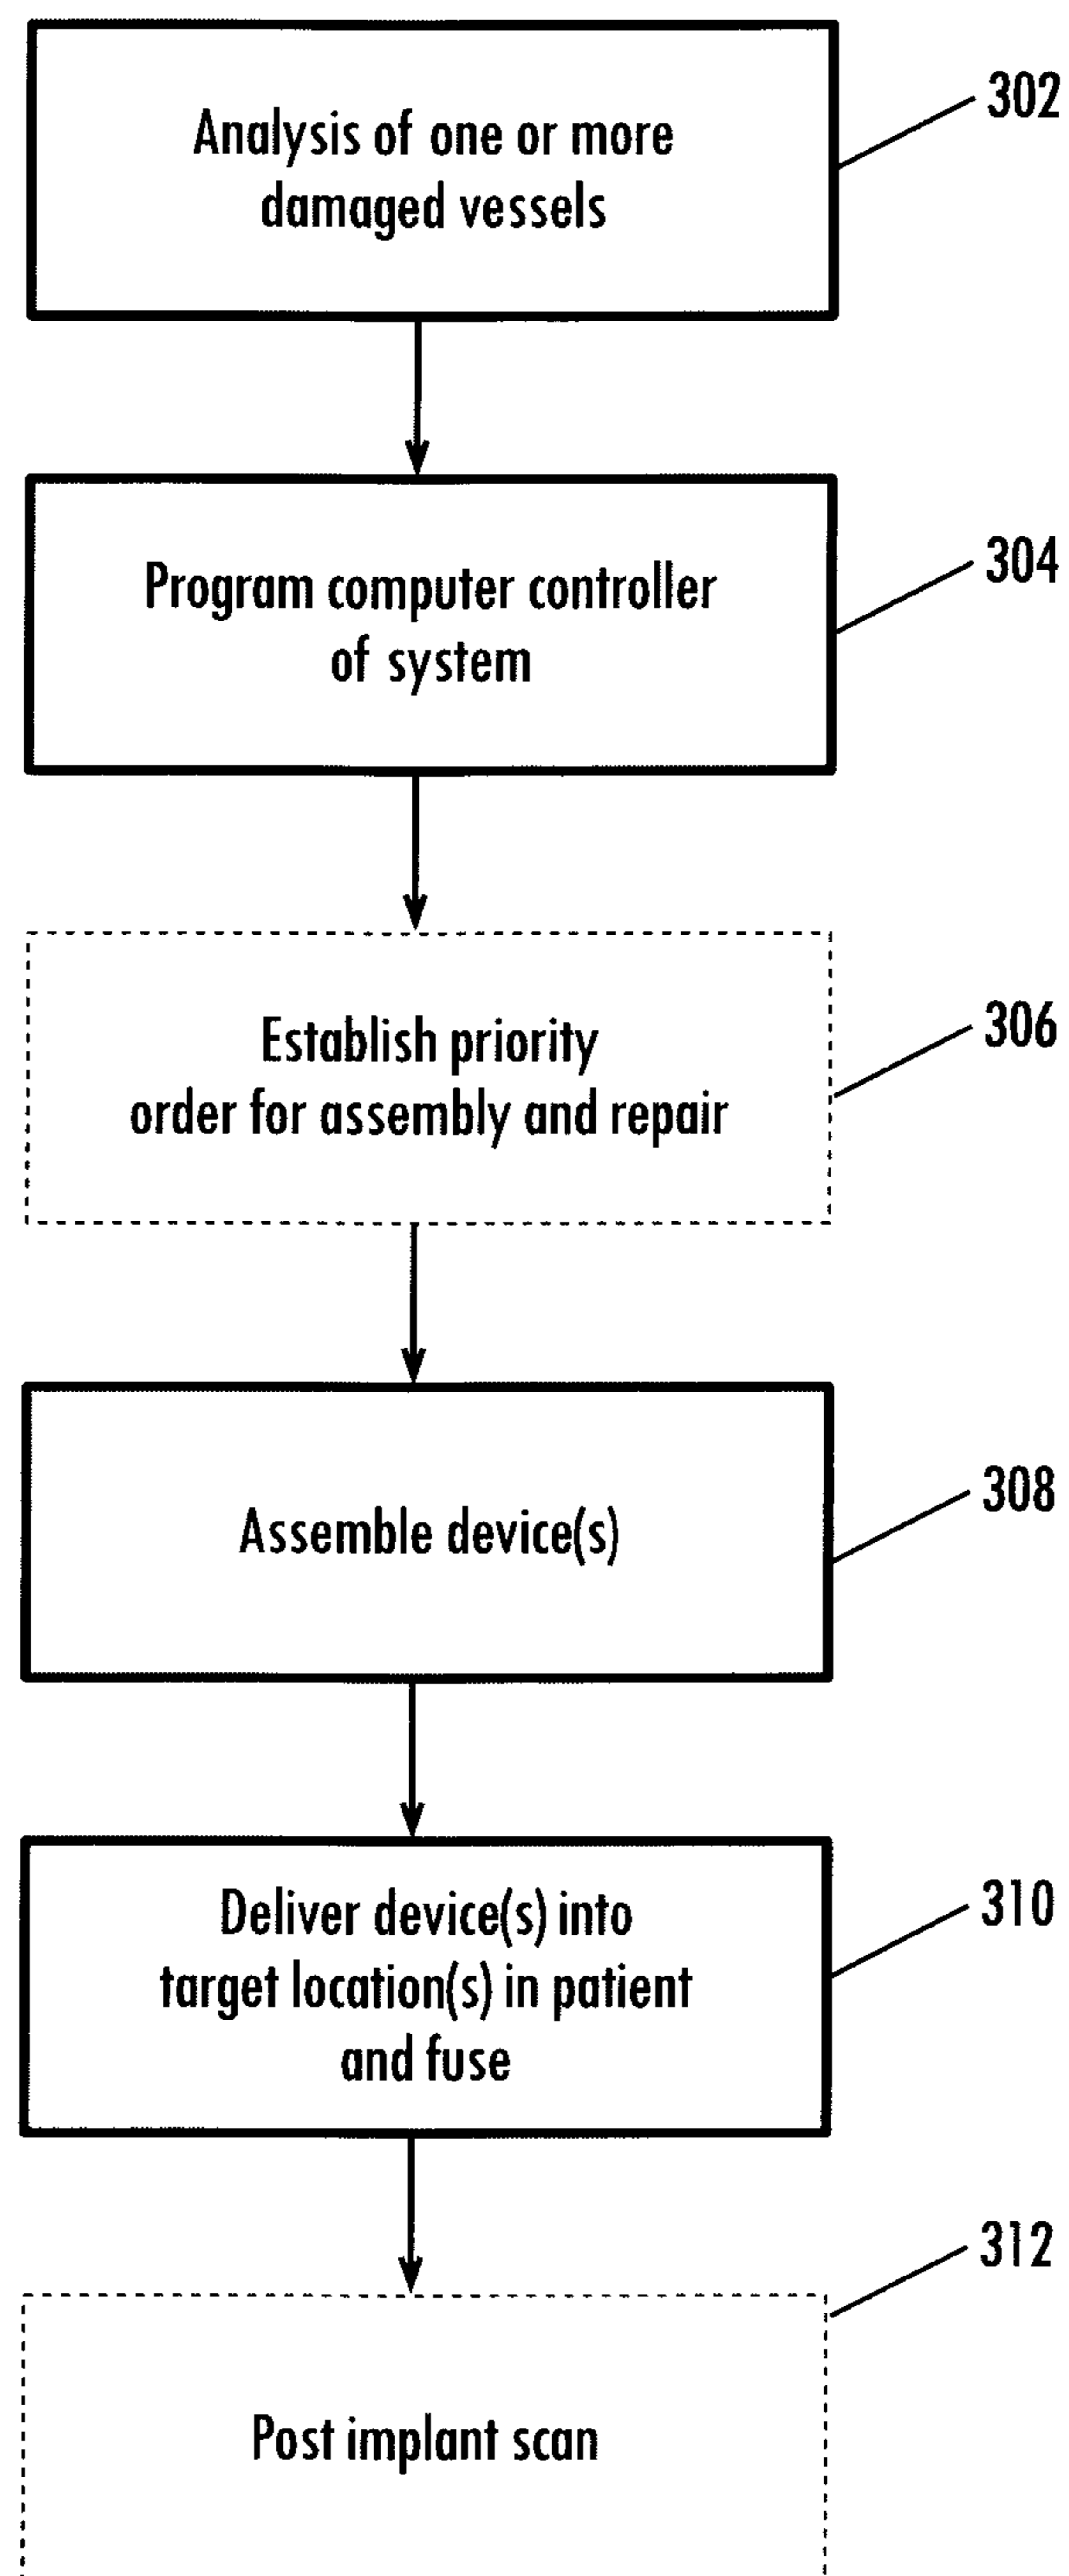 Analysis of one or more
damaged vessels
302
Program computer controller
of system
304
Establish priority
order for assembly and repair
306
Assemble device(s)
308
Deliver device(s) into
target location(s) in patient
and fuse
310
Post implant scan
312